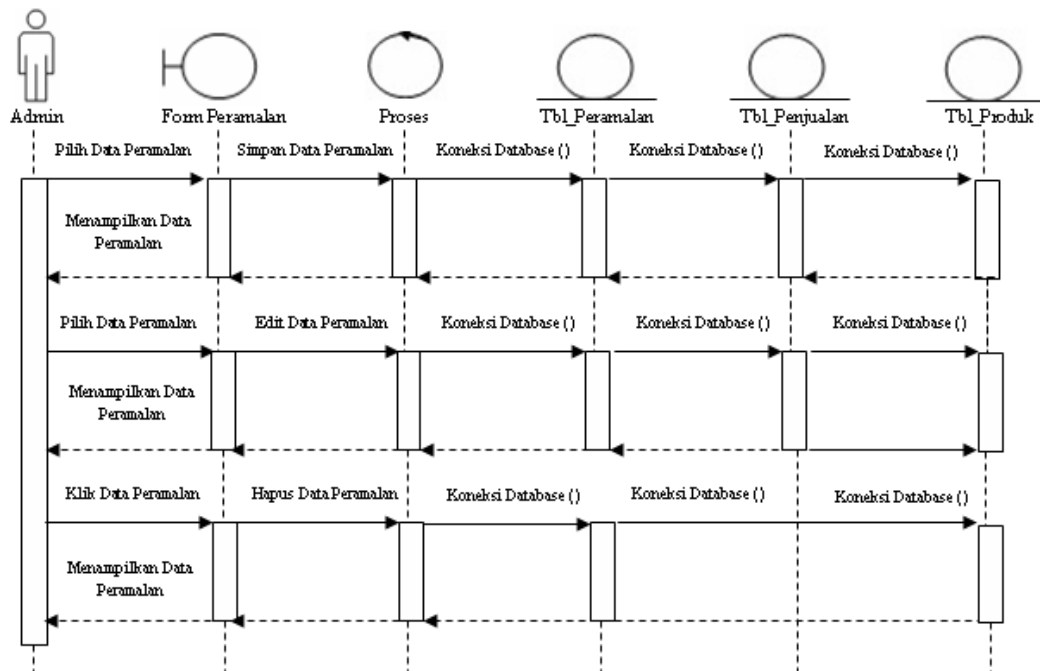 Admin
Form Peramalan
Proses
Tbl_Peramalan
Tbl_Penjualan
Tbl_Produk
Pilih Data Peramalan
Simpan Data Peramalan
Koneksi Database ()
Koneksi Database ()
Koneksi Database ()
Menampilkan Data
Peramalan
Pilih Data Peramalan
Edit Data Peramalan
Koneksi Database ()
Koneksi Database ()
Koneksi Database ()
Menampilkan Data
Peramalan
Klik Data Peramalan
Hapus Data Peramalan
Koneksi Database ()
Koneksi Database ()
Koneksi Database ()
Menampilkan Data
Peramalan